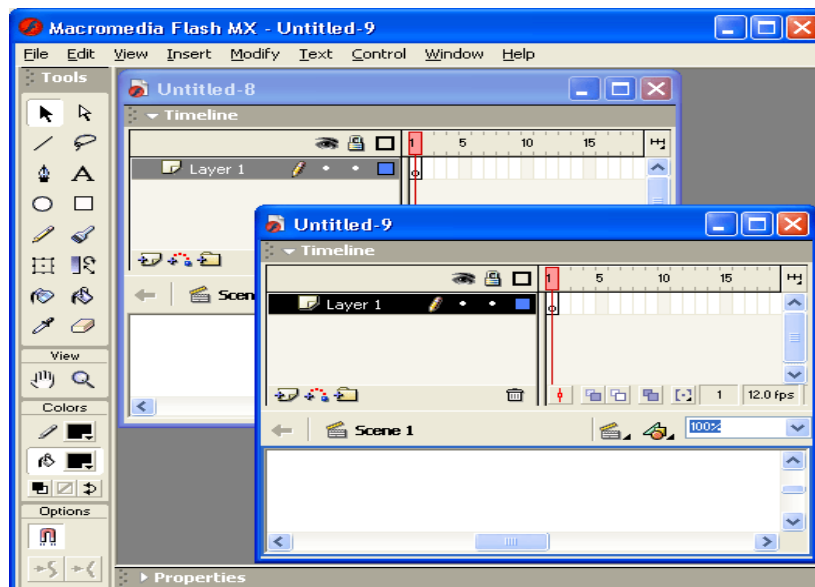 Macromedia Flash MX - Untitled-9
File Edit View Insert Modify Text Control Window Help
Tools
Untitled-8
Timeline
1 5 10 15
Layer 1
Scen
Untitled-9
Timeline
1 5 10 15
Layer 1
1 12.0 fps
Scene 1 100%
View
Colors
Options
Properties